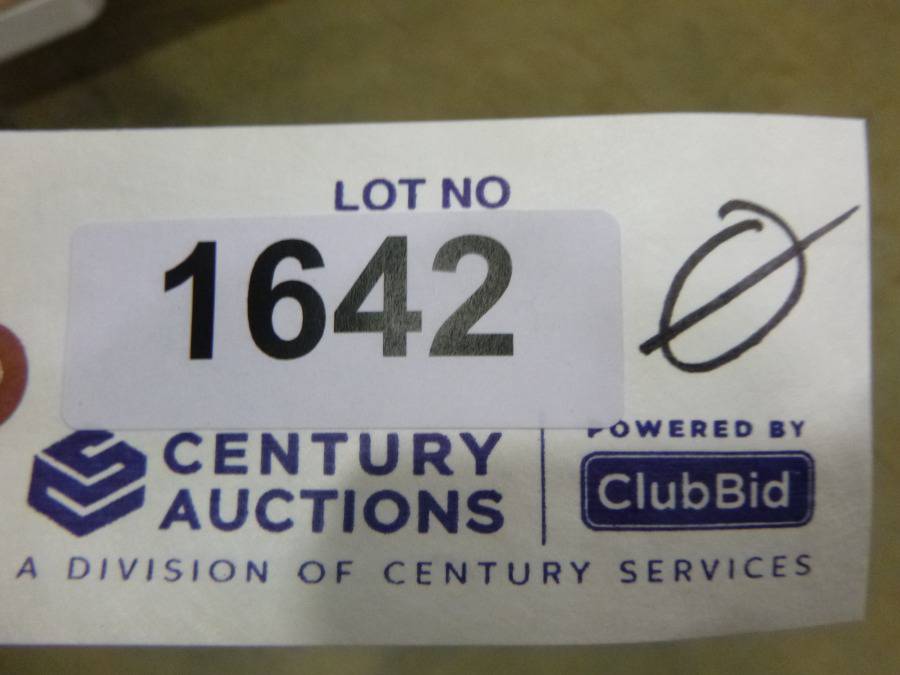 LOT NO
1642 Ø
CENTURY
AUCTIONS
POWERED BY
ClubBid
A DIVISION OF CENTURY SERVICES